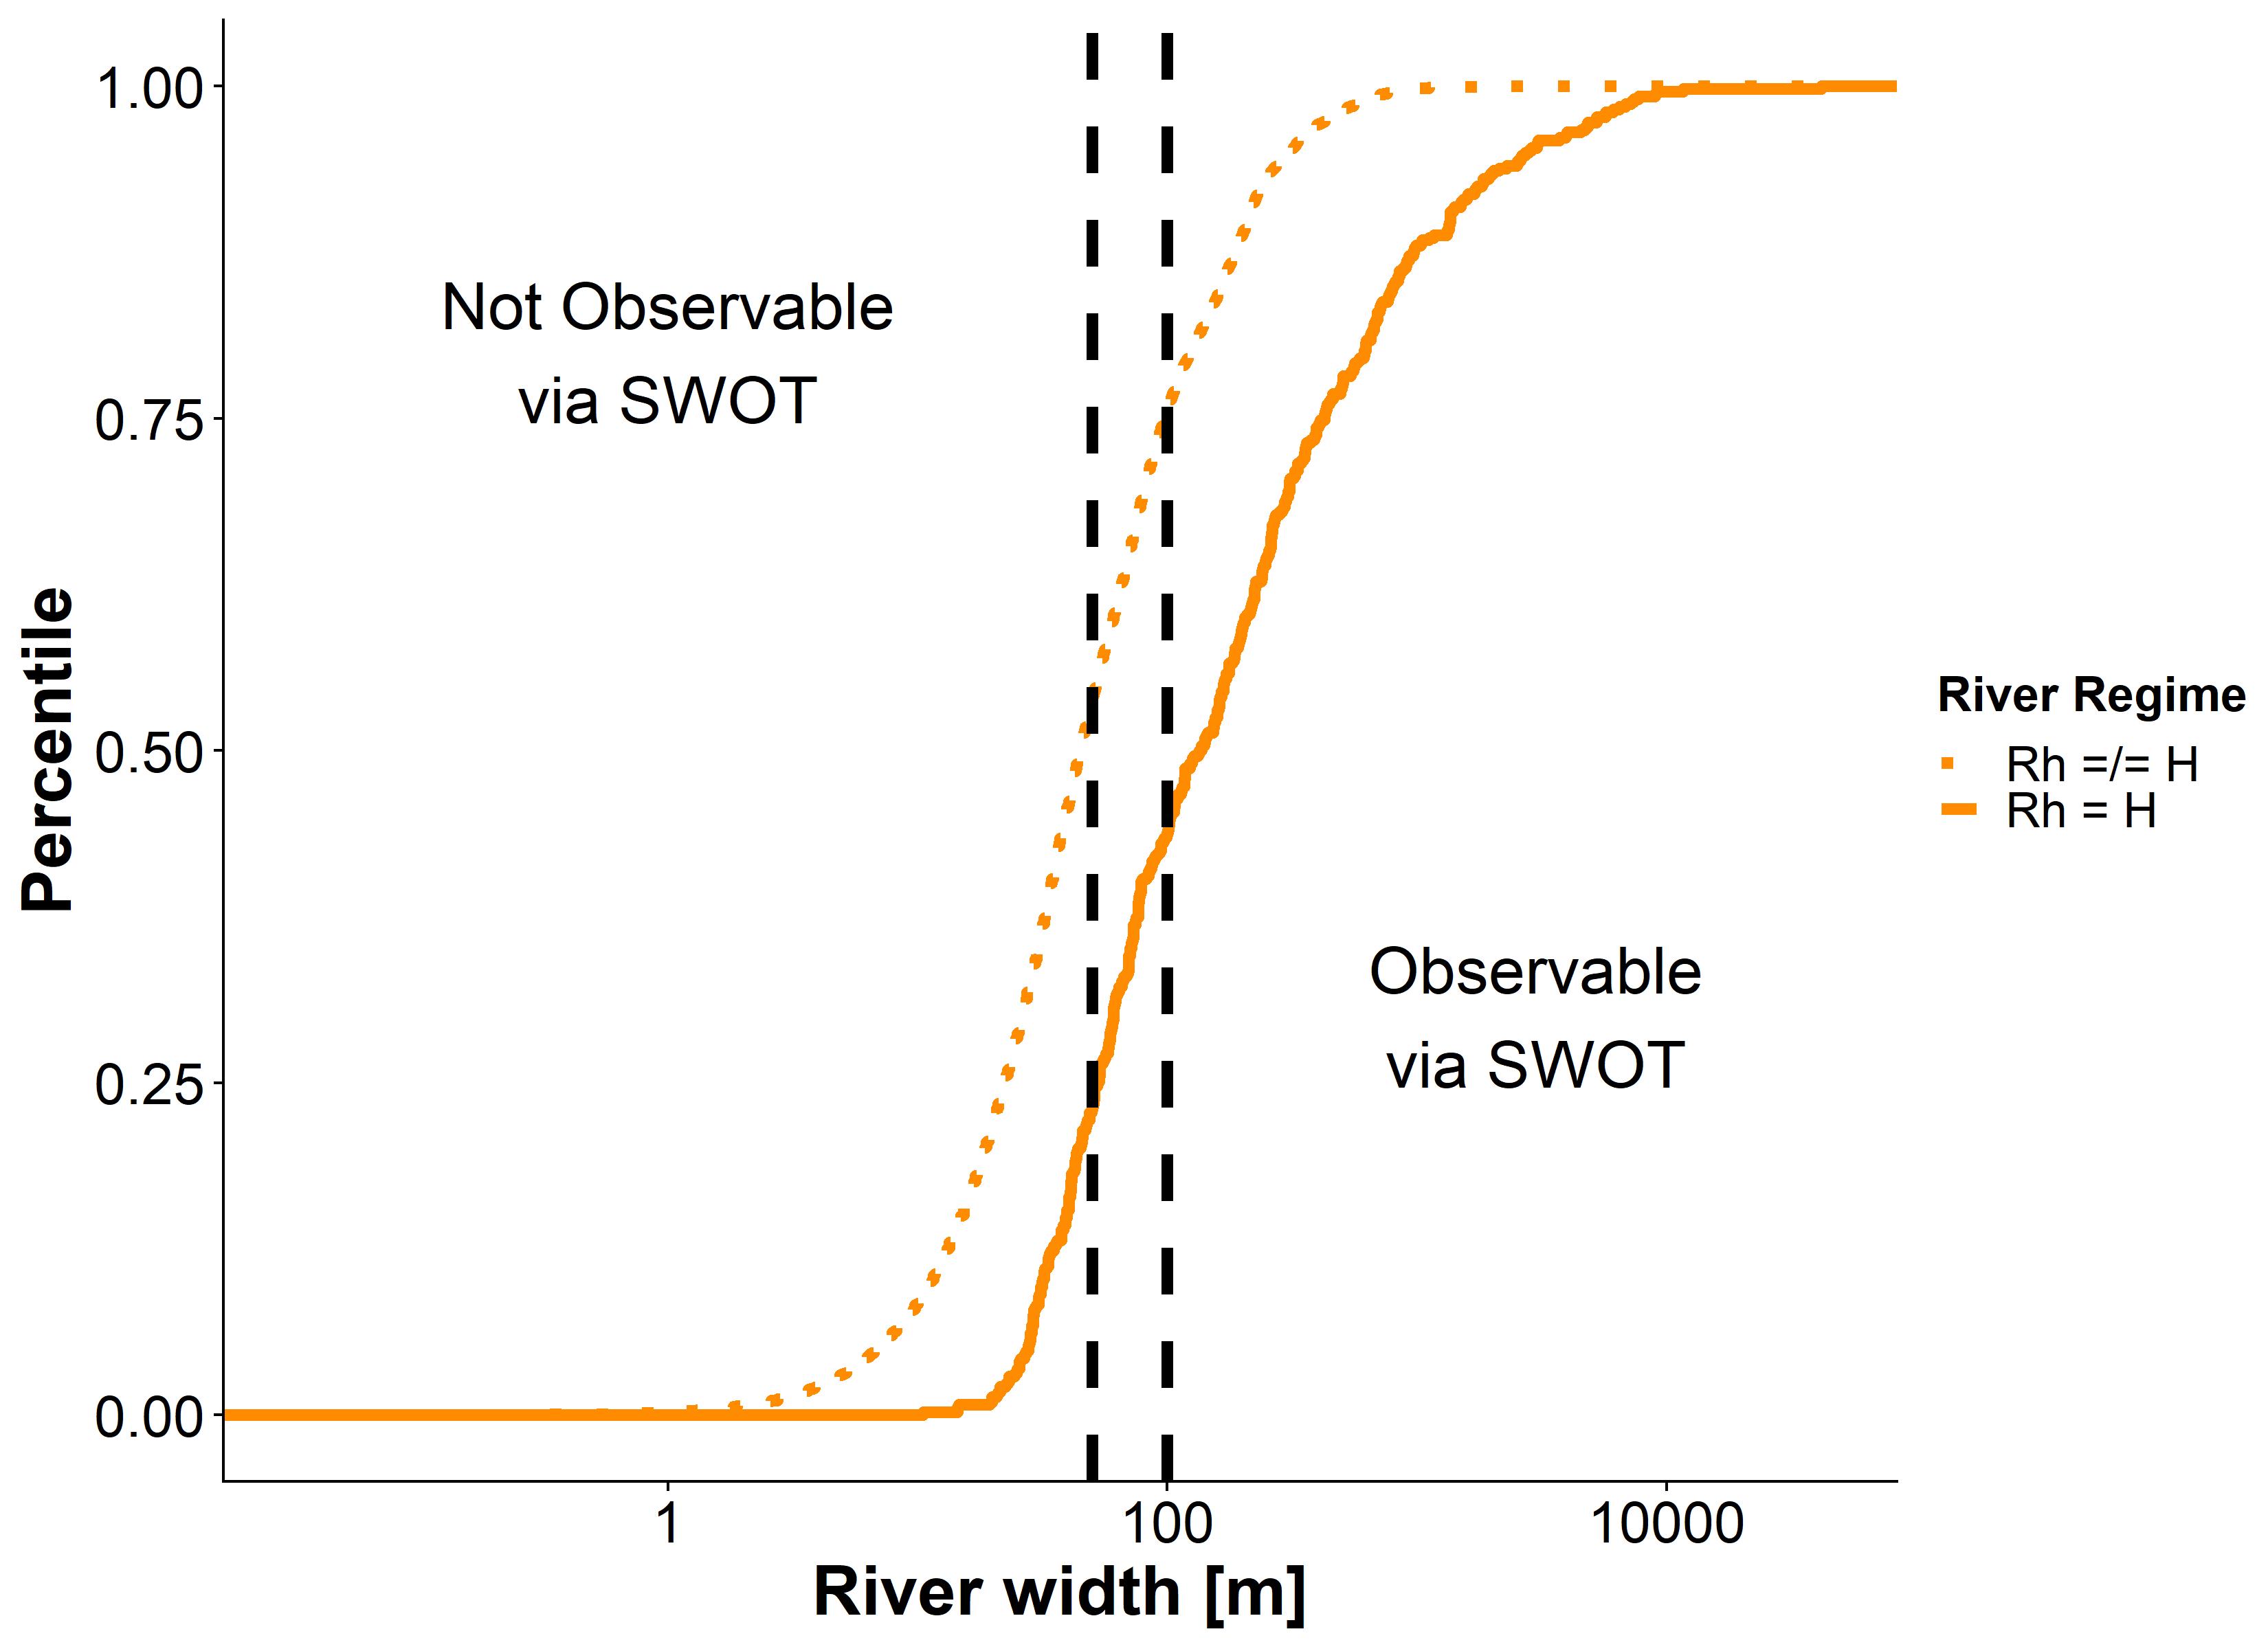 1.00
0.75
0.50
0.25
0.00
Percentile
Not Observable
via SWOT
Observable
via SWOT
1
100
10000
River width [m]
River Regime
Rh =/= H
Rh = H